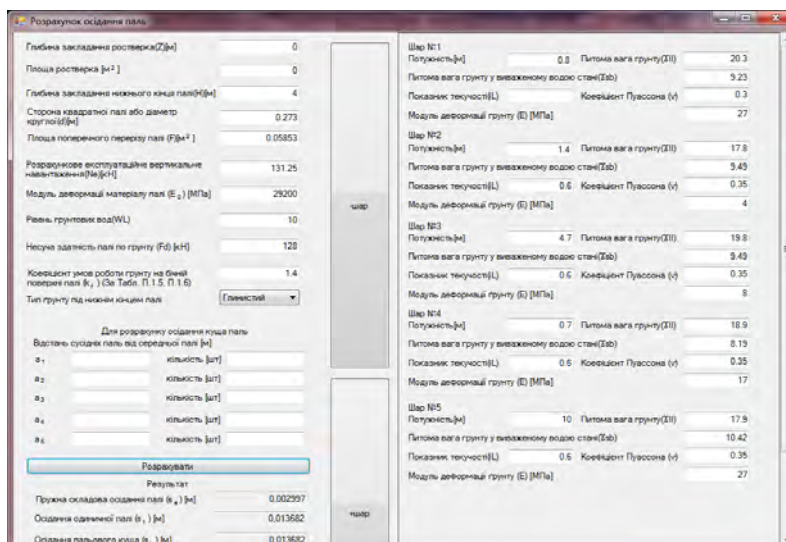 Розрахунок осідання паль
Глибина закладання ростверка(Z)[м] 0
Площа ростверка [м²] 0
Глибина закладання нижнього кінця палі(H)[м] 4
Сторона квадратної палі або діаметр
круглої(d)[м] 0.273
Площа поперечного перерізу палі (F)[м²] 0.05853
Розрахункове експлуатаційне вертикальне
навантаження(Ne)[кН] 131.25
Модуль деформації матеріалу палі (E₀) [МПа] 29200
Рівень грунтових вод(WL) 10
Несуча здатність палі по грунту (Fd) [кН] 128
Коефіцієнт умов роботи грунту на бічній
поверхні палі (k) (За Табл. П.1.5, П.1.6) 1.4
Тип грунту під нижнім кінцем палі Глинистий
Для розрахунку осідання куща паль
Відстань сусідніх паль від середньої палі [м]
a₁ кількість [шт]
a₂ кількість [шт]
a₃ кількість [шт]
a₄ кількість [шт]
a₅ кількість [шт]
Розрахувати
Результат
Пружна складова осідання палі (s) [м] 0,002997
Осідання одиничної палі (s₁) [м] 0,013682
Осідання пальового куща (s) [м] 0,013682
-шар
+шар
Шар №1
Потужність[м] 0.8 Питома вага грунту(ƔII) 20.3
Питома вага грунту у виваженому водою стані(Ɣsb) 9.23
Показник текучості(IL) Коефіцієнт Пуассона (ν) 0.3
Модуль деформації грунту (E) [МПа] 27
Шар №2
Потужність[м] 1.4 Питома вага грунту(ƔII) 17.8
Питома вага грунту у виваженому водою стані(Ɣsb) 9.49
Показник текучості(IL) 0.6 Коефіцієнт Пуассона (ν) 0.35
Модуль деформації грунту (E) [МПа] 4
Шар №3
Потужність[м] 4.7 Питома вага грунту(ƔII) 19.8
Питома вага грунту у виваженому водою стані(Ɣsb) 9.49
Показник текучості(IL) 0.6 Коефіцієнт Пуассона (ν) 0.35
Модуль деформації грунту (E) [МПа] 8
Шар №4
Потужність[м] 0.7 Питома вага грунту(ƔII) 18.9
Питома вага грунту у виваженому водою стані(Ɣsb) 8.19
Показник текучості(IL) 0.6 Коефіцієнт Пуассона (ν) 0.35
Модуль деформації грунту (E) [МПа] 17
Шар №5
Потужність[м] 10 Питома вага грунту(ƔII) 17.9
Питома вага грунту у виваженому водою стані(Ɣsb) 10.42
Показник текучості(IL) 0.6 Коефіцієнт Пуассона (ν) 0.35
Модуль деформації грунту (E) [МПа] 27